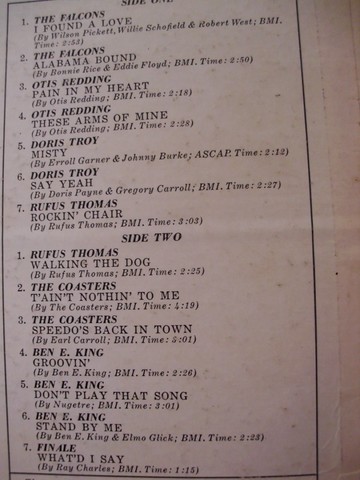 SIDE ONE
1. THE FALCONS
I FOUND A LOVE
(By Wilson Pickett, Willie Schofield & Robert West; BMI.
Time: 2:53)
2. THE FALCONS
ALABAMA BOUND
(By Bonnie Rice & Eddie Floyd; BMI. Time: 2:50)
3. OTIS REDDING
PAIN IN MY HEART
(By Otis Redding; BMI. Time: 2:18)
4. OTIS REDDING
THESE ARMS OF MINE
(By Otis Redding; BMI. Time: 2:28)
5. DORIS TROY
MISTY
(By Erroll Garner & Johnny Burke; ASCAP. Time: 2:12)
6. DORIS TROY
SAY YEAH
(By Doris Payne & Gregory Carroll; BMI. Time: 2:27)
7. RUFUS THOMAS
ROCKIN' CHAIR
(By Rufus Thomas; BMI. Time: 3:03)
SIDE TWO
1. RUFUS THOMAS
WALKING THE DOG
(By Rufus Thomas; BMI. Time: 2:25)
2. THE COASTERS
T'AIN'T NOTHIN' TO ME
(By The Coasters; BMI. Time: 4:19)
3. THE COASTERS
SPEEDO'S BACK IN TOWN
(By Earl Carroll; BMI. Time: 3:01)
4. BEN E. KING
GROOVIN'
(By Ben E. King; BMI. Time: 2:26)
5. BEN E. KING
DON'T PLAY THAT SONG
(By Nugetre; BMI. Time: 3:01)
6. BEN E. KING
STAND BY ME
(By Ben E. King & Elmo Glick; BMI. Time: 2:23)
7. FINALE
WHAT'D I SAY
(By Ray Charles; BMI. Time: 1:15)